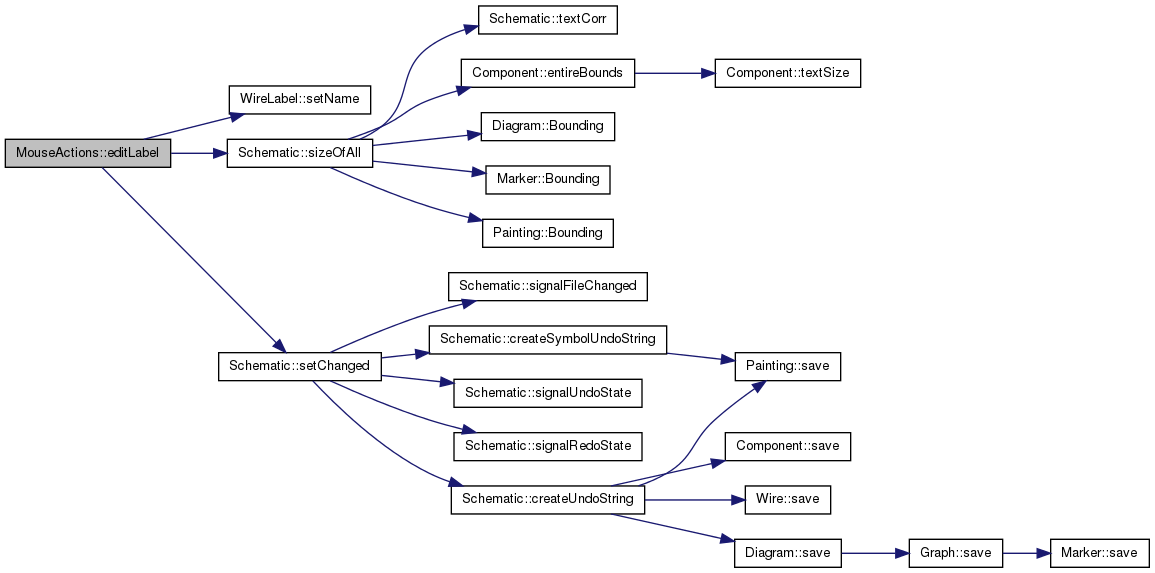 Schematic::textCorr
Component::entireBounds
Component::textSize
WireLabel::setName
Diagram::Bounding
MouseActions::editLabel
Schematic::sizeOfAll
Marker::Bounding
Painting::Bounding
Schematic::signalFileChanged
Schematic::createSymbolUndoString
Schematic::setChanged
Painting::save
Schematic::signalUndoState
Schematic::signalRedoState
Component::save
Schematic::createUndoString
Wire::save
Diagram::save
Graph::save
Marker::save